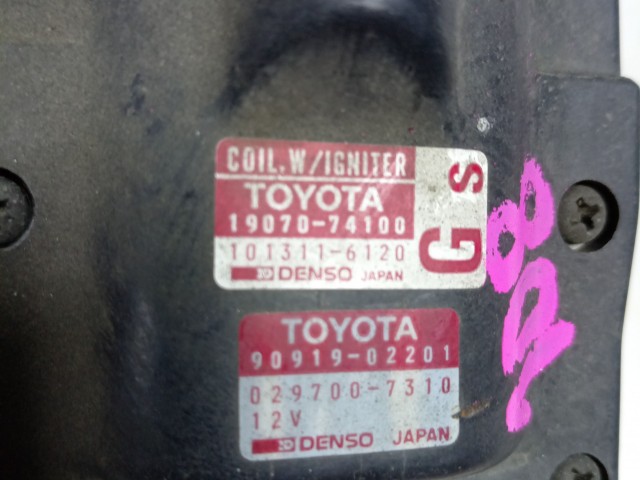 COIL.W/IGNITER
TOYOTA
19070-74100
101311-6120
DENSO JAPAN
S
G
TOYOTA
90919-02201
029700-7310
12V
DENSO JAPAN